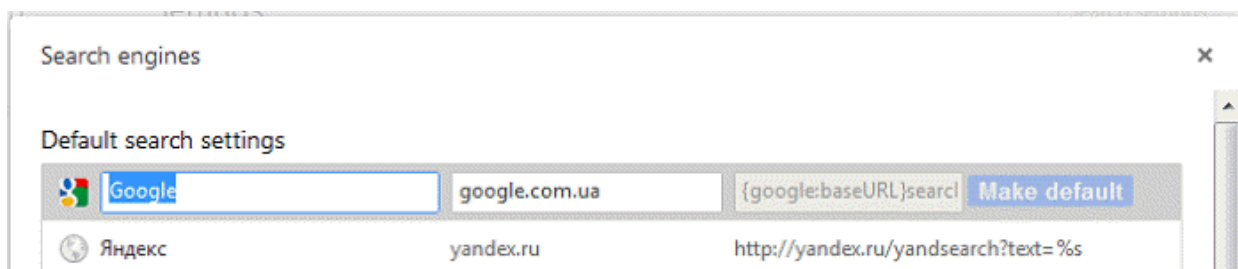 Search engines ×
Default search settings
Google google.com.ua {google:baseURL}searcl Make default
Яндекс yandex.ru http://yandex.ru/yandsearch?text=%s